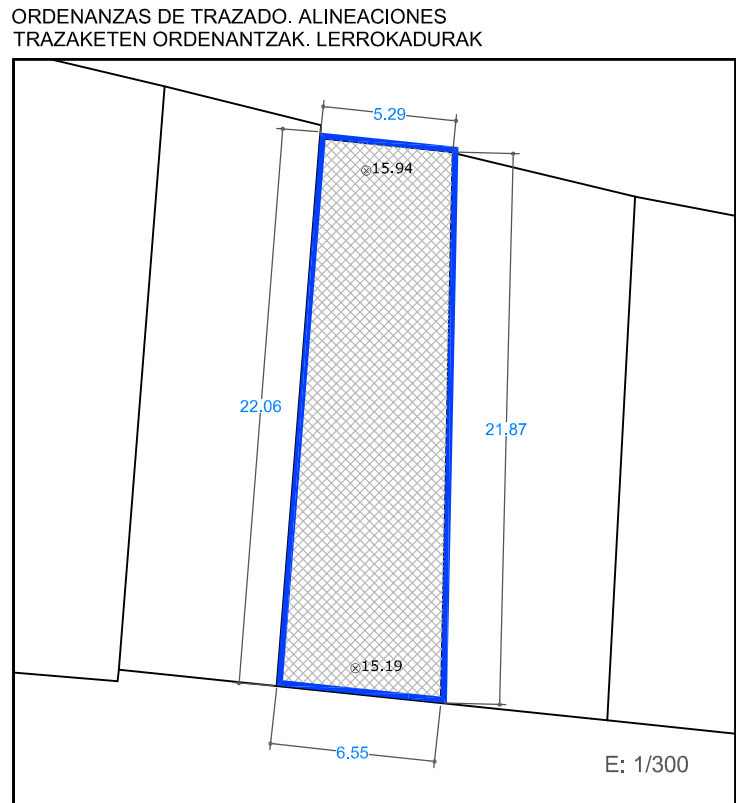 ORDENANZAS DE TRAZADO. ALINEACIONES
TRAZAKETEN ORDENANTZAK. LERROKADURAK
5.29
15.94
22.06
21.87
15.19
6.55
E: 1/300